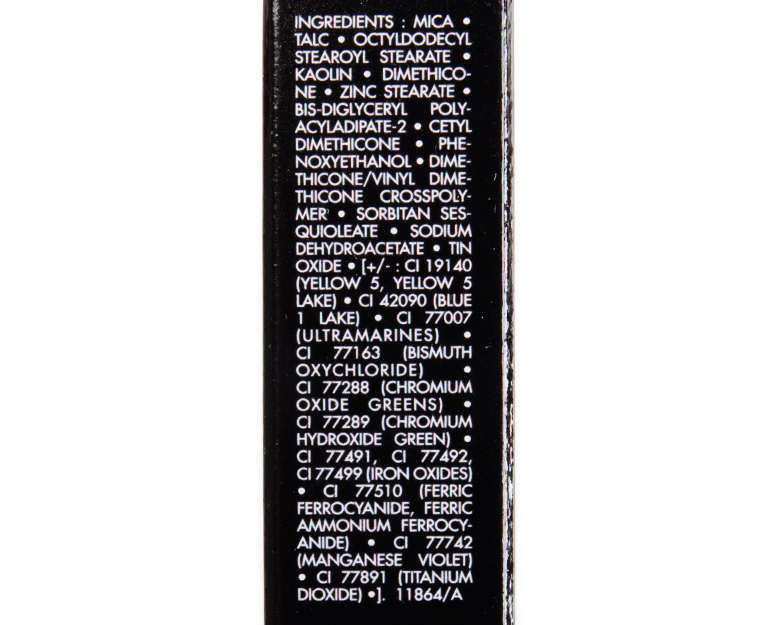 INGREDIENTS : MICA •
TALC • OCTYLDODECYL
STEAROYL STEARATE •
KAOLIN • DIMETHICO-
NE • ZINC STEARATE •
BIS-DIGLYCERYL POLY-
ACYLADIPATE-2 • CETYL
DIMETHICONE • PHE-
NOXYETHANOL • DIME-
THICONE/VINYL DIME-
THICONE CROSSPOLY-
MER • SORBITAN SES-
QUIOLEATE • SODIUM
DEHYDROACETATE • TIN
OXIDE • [+/- : CI 19140
(YELLOW 5, YELLOW 5
LAKE) • CI 42090 (BLUE
1 LAKE) • CI 77007
(ULTRAMARINES) •
CI 77163 (BISMUTH
OXYCHLORIDE) •
CI 77288 (CHROMIUM
OXIDE GREENS) •
CI 77289 (CHROMIUM
HYDROXIDE GREEN) •
CI 77491, CI 77492,
CI 77499 (IRON OXIDES)
• CI 77510 (FERRIC
FERROCYANIDE, FERRIC
AMMONIUM FERROCY-
ANIDE) • CI 77742
(MANGANESE VIOLET)
• CI 77891 (TITANIUM
DIOXIDE) •]. 11864/A